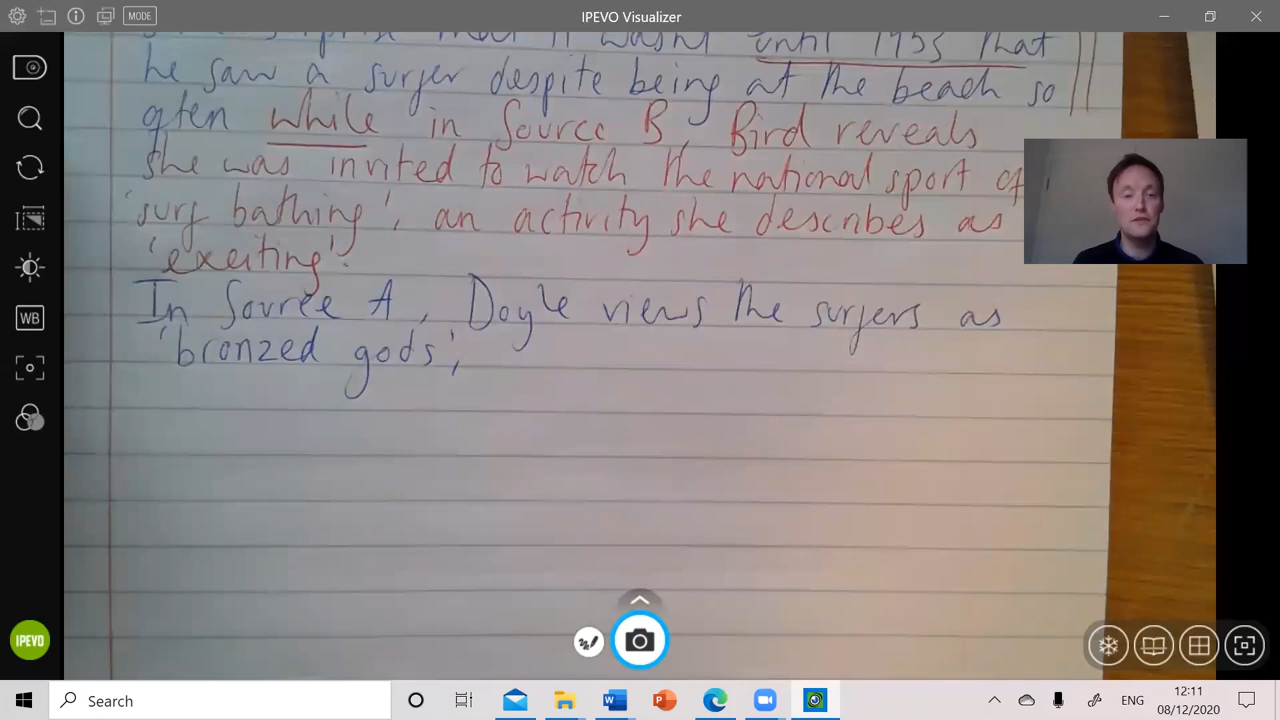 MODE
IPEVO Visualizer
it wasn't until 1955 that
he saw a surfer despite being at the beach so
often while in Source B, Bird reveals
she was invited to watch the national sport of
'surf bathing', an activity she describes as
'exciting'.
In Source A, Doyle views the surfers as
'bronzed gods',
WB
IPEVO
Search
ENG
12:11
08/12/2020